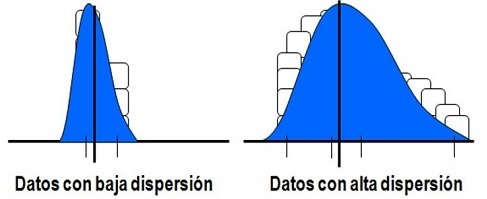 Datos con baja dispersión
Datos con alta dispersión